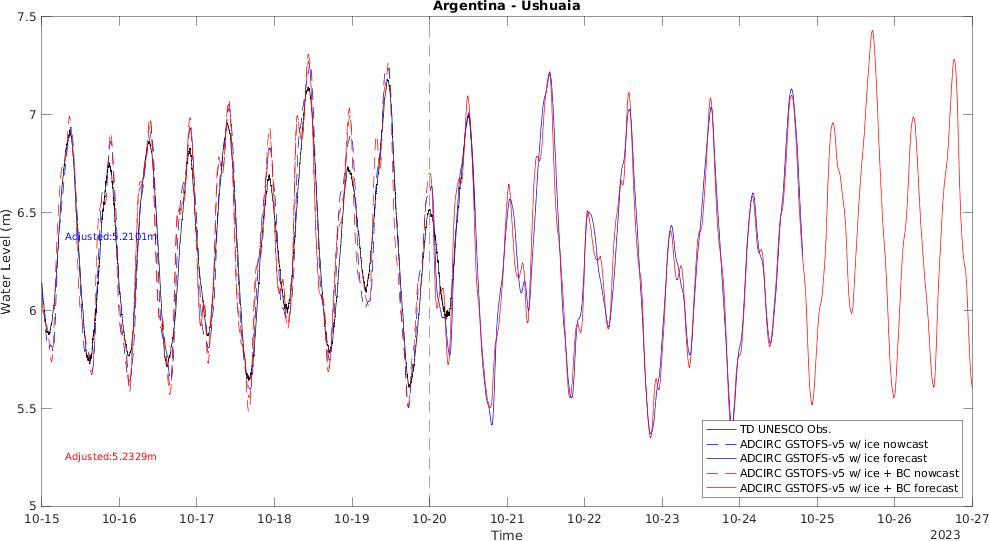 Argentina - Ushuaia
7.5
7
6.5
6
5.5
5
Water Level (m)
Adjusted:5.2101m
Adjusted:5.2329m
TD UNESCO Obs.
ADCIRC GSTOFS-v5 w/ ice nowcast
ADCIRC GSTOFS-v5 w/ ice forecast
ADCIRC GSTOFS-v5 w/ ice + BC nowcast
ADCIRC GSTOFS-v5 w/ ice + BC forecast
10-15 10-16 10-17 10-18 10-19 10-20 10-21 10-22 10-23 10-24 10-25 10-26 10-27
Time
2023